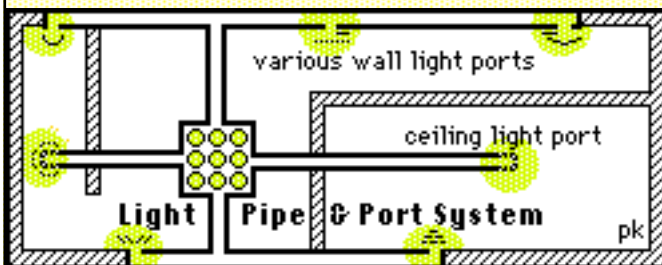 various wall light ports
ceiling light port
Light Pipe & Port System
pk